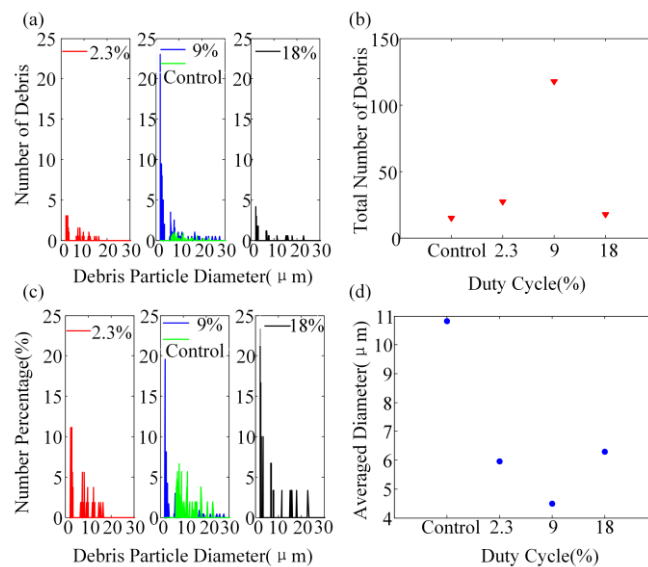 (a)
(b)
25
20
15
10
5
0
2.3%
25
20
15
10
5
0
9%
Control
25
20
15
10
5
0
18%
Number of Debris
0 10 20 30
0 10 20 30
0 10 20 30
Debris Particle Diameter( μm)
150
100
50
0
Total Number of Debris
Control 2.3 9 18
Duty Cycle(%)
(c)
(d)
25
20
15
10
5
0
2.3%
25
20
15
10
5
0
9%
Control
25
20
15
10
5
0
18%
Number Percentage(%)
0 10 20 30
0 10 20 30
0 10 20 30
Debris Particle Diameter( μm)
11
10
9
8
7
6
5
4
Averaged Diameter( μm)
Control 2.3 9 18
Duty Cycle(%)